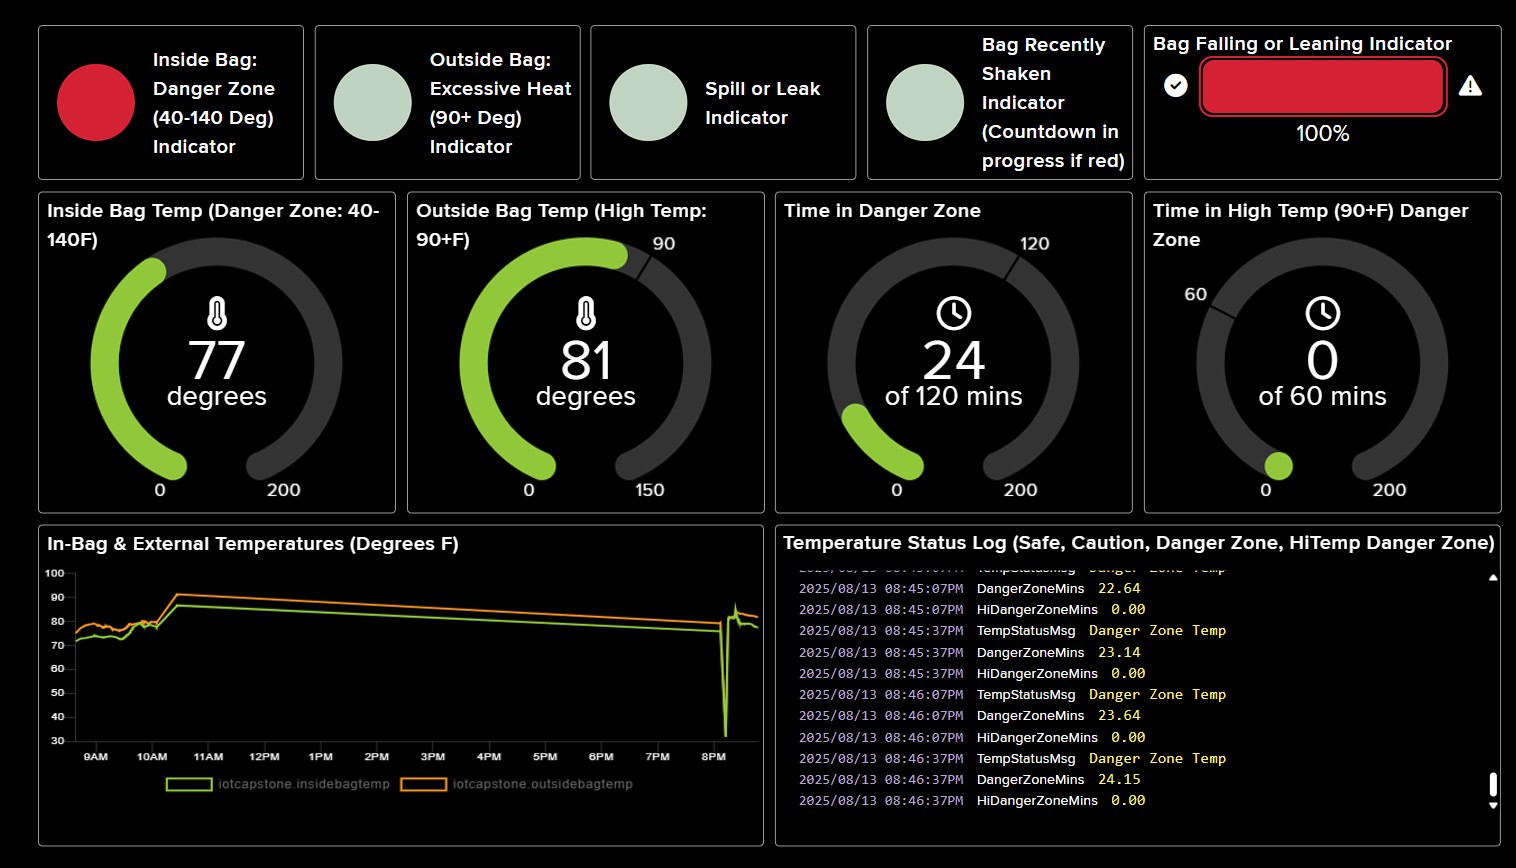 Inside Bag:
Danger Zone
(40-140 Deg)
Indicator
Outside Bag:
Excessive Heat
(90+ Deg)
Indicator
Spill or Leak
Indicator
Bag Recently
Shaken
Indicator
(Countdown in
progress if red)
Bag Falling or Leaning Indicator
100%
Inside Bag Temp (Danger Zone: 40-
140F)
77
degrees
0
200
Outside Bag Temp (High Temp:
90+F)
90
81
degrees
0
150
Time in Danger Zone
120
24
of 120 mins
0
200
Time in High Temp (90+F) Danger
Zone
60
0
of 60 mins
0
200
In-Bag & External Temperatures (Degrees F)
100
90
80
70
60
50
40
30
9AM 10AM 11AM 12PM 1PM 2PM 3PM 4PM 5PM 6PM 7PM 8PM
iotcapstone.insidebagtemp iotcapstone.outsidebagtemp
Temperature Status Log (Safe, Caution, Danger Zone, HiTemp Danger Zone)
2025/08/13 08:45:07PM TempStatusMsg Danger Zone Temp
2025/08/13 08:45:07PM DangerZoneMins 22.64
2025/08/13 08:45:07PM HiDangerZoneMins 0.00
2025/08/13 08:45:37PM TempStatusMsg Danger Zone Temp
2025/08/13 08:45:37PM DangerZoneMins 23.14
2025/08/13 08:45:37PM HiDangerZoneMins 0.00
2025/08/13 08:46:07PM TempStatusMsg Danger Zone Temp
2025/08/13 08:46:07PM DangerZoneMins 23.64
2025/08/13 08:46:07PM HiDangerZoneMins 0.00
2025/08/13 08:46:37PM TempStatusMsg Danger Zone Temp
2025/08/13 08:46:37PM DangerZoneMins 24.15
2025/08/13 08:46:37PM HiDangerZoneMins 0.00